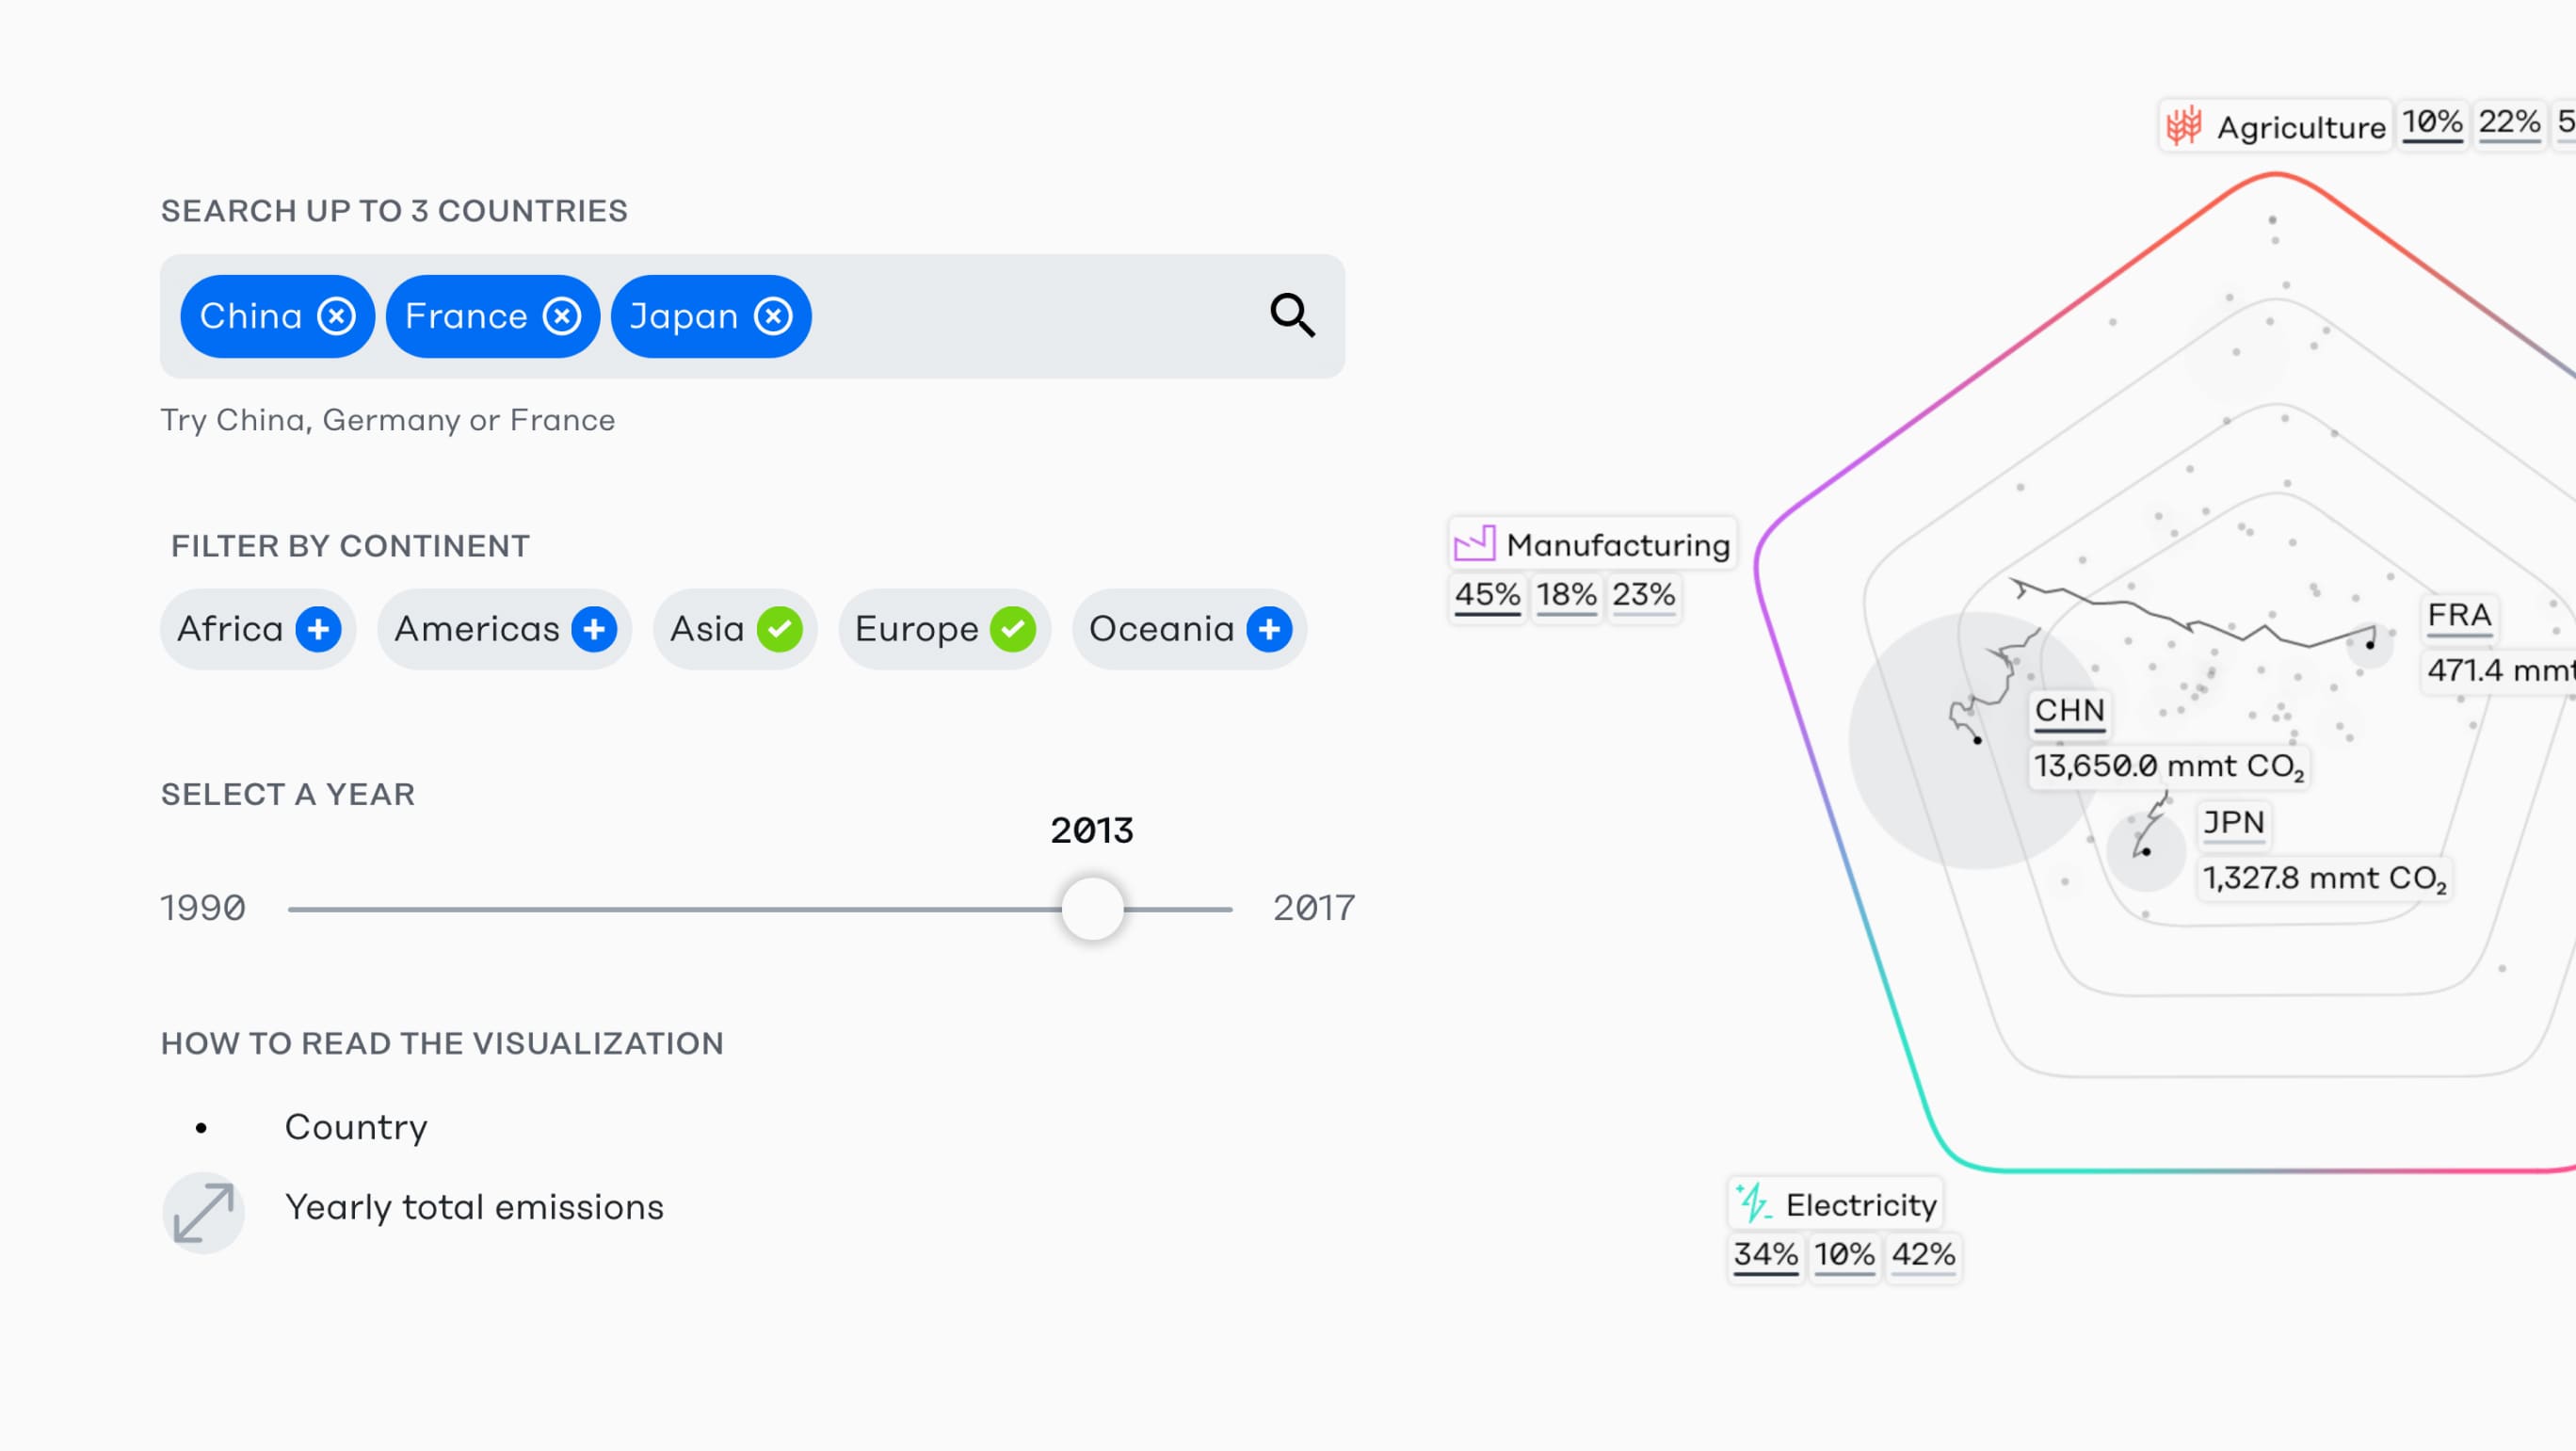 SEARCH UP TO 3 COUNTRIES
China France Japan
Try China, Germany or France
FILTER BY CONTINENT
Africa Americas Asia Europe Oceania
SELECT A YEAR
2013
1990 2017
HOW TO READ THE VISUALIZATION
Country
Yearly total emissions
Agriculture 10% 22% 5
Manufacturing
45% 18% 23%
FRA
471.4 mmt
CHN
13,650.0 mmt CO₂
JPN
1,327.8 mmt CO₂
Electricity
34% 10% 42%